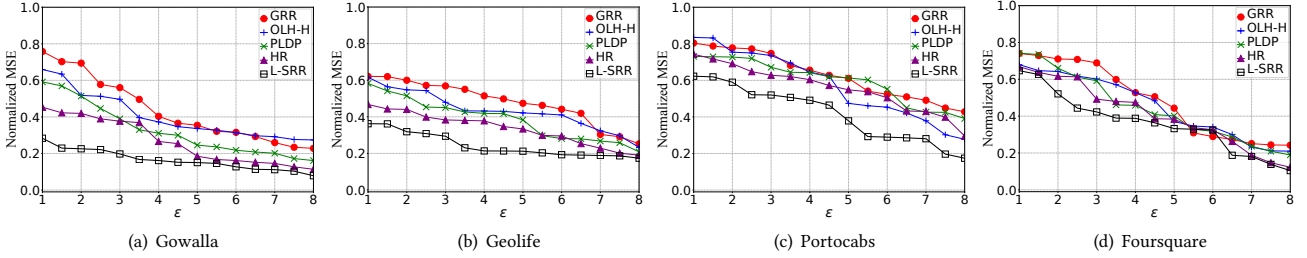 Normalized MSE
1.0
0.8
0.6
0.4
0.2
0.0
1 2 3 4 5 6 7 8
ε
GRR
OLH-H
PLDP
HR
L-SRR
(a) Gowalla
Normalized MSE
1.0
0.8
0.6
0.4
0.2
0.0
1 2 3 4 5 6 7 8
ε
GRR
OLH-H
PLDP
HR
L-SRR
(b) Geolife
Normalized MSE
1.0
0.8
0.6
0.4
0.2
0.0
1 2 3 4 5 6 7 8
ε
GRR
OLH-H
PLDP
HR
L-SRR
(c) Portocabs
Normalized MSE
1.0
0.8
0.6
0.4
0.2
0.0
1 2 3 4 5 6 7 8
ε
GRR
OLH-H
PLDP
HR
L-SRR
(d) Foursquare